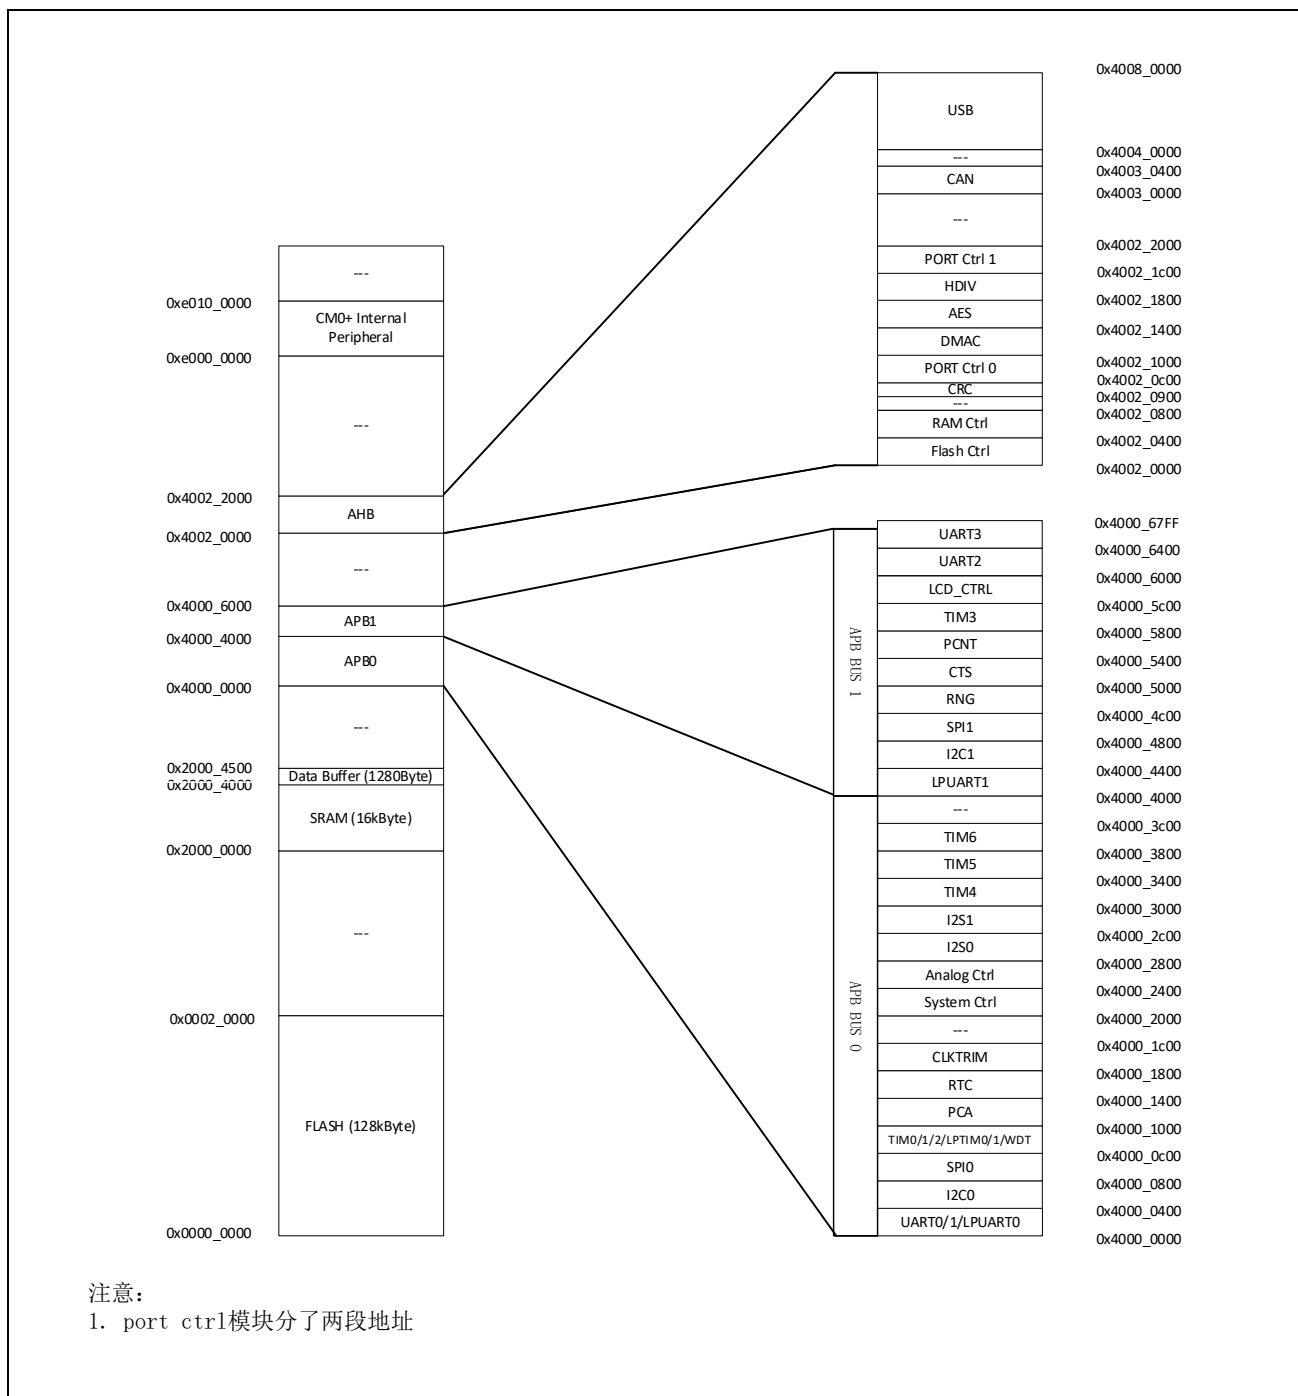 ---
0xe010_0000
CM0+ Internal
Peripheral
0xe000_0000
---
0x4002_2000
AHB
0x4002_0000
---
0x4000_6000
APB1
0x4000_4000
APB0
0x4000_0000
---
0x2000_4500
Data Buffer (1280Byte)
0x2000_4000
SRAM (16kByte)
0x2000_0000
---
0x0002_0000
FLASH (128kByte)
0x0000_0000
0x4008_0000
USB
0x4004_0000
---
0x4003_0400
CAN
0x4003_0000
---
0x4002_2000
PORT Ctrl 1
0x4002_1c00
HDIV
0x4002_1800
AES
0x4002_1400
DMAC
0x4002_1000
PORT Ctrl 0
0x4002_0c00
CRC
0x4002_0900
---
0x4002_0800
RAM Ctrl
0x4002_0400
Flash Ctrl
0x4002_0000
APB BUS 1
0x4000_67FF
UART3
0x4000_6400
UART2
0x4000_6000
LCD_CTRL
0x4000_5c00
TIM3
0x4000_5800
PCNT
0x4000_5400
CTS
0x4000_5000
RNG
0x4000_4c00
SPI1
0x4000_4800
I2C1
0x4000_4400
LPUART1
0x4000_4000
APB BUS 0
---
0x4000_3c00
TIM6
0x4000_3800
TIM5
0x4000_3400
TIM4
0x4000_3000
I2S1
0x4000_2c00
I2S0
0x4000_2800
Analog Ctrl
0x4000_2400
System Ctrl
0x4000_2000
---
0x4000_1c00
CLKTRIM
0x4000_1800
RTC
0x4000_1400
PCA
0x4000_1000
TIM0/1/2/LPTIM0/1/WDT
0x4000_0c00
SPI0
0x4000_0800
I2C0
0x4000_0400
UART0/1/LPUART0
0x4000_0000
注意：
1. port ctrl模块分了两段地址